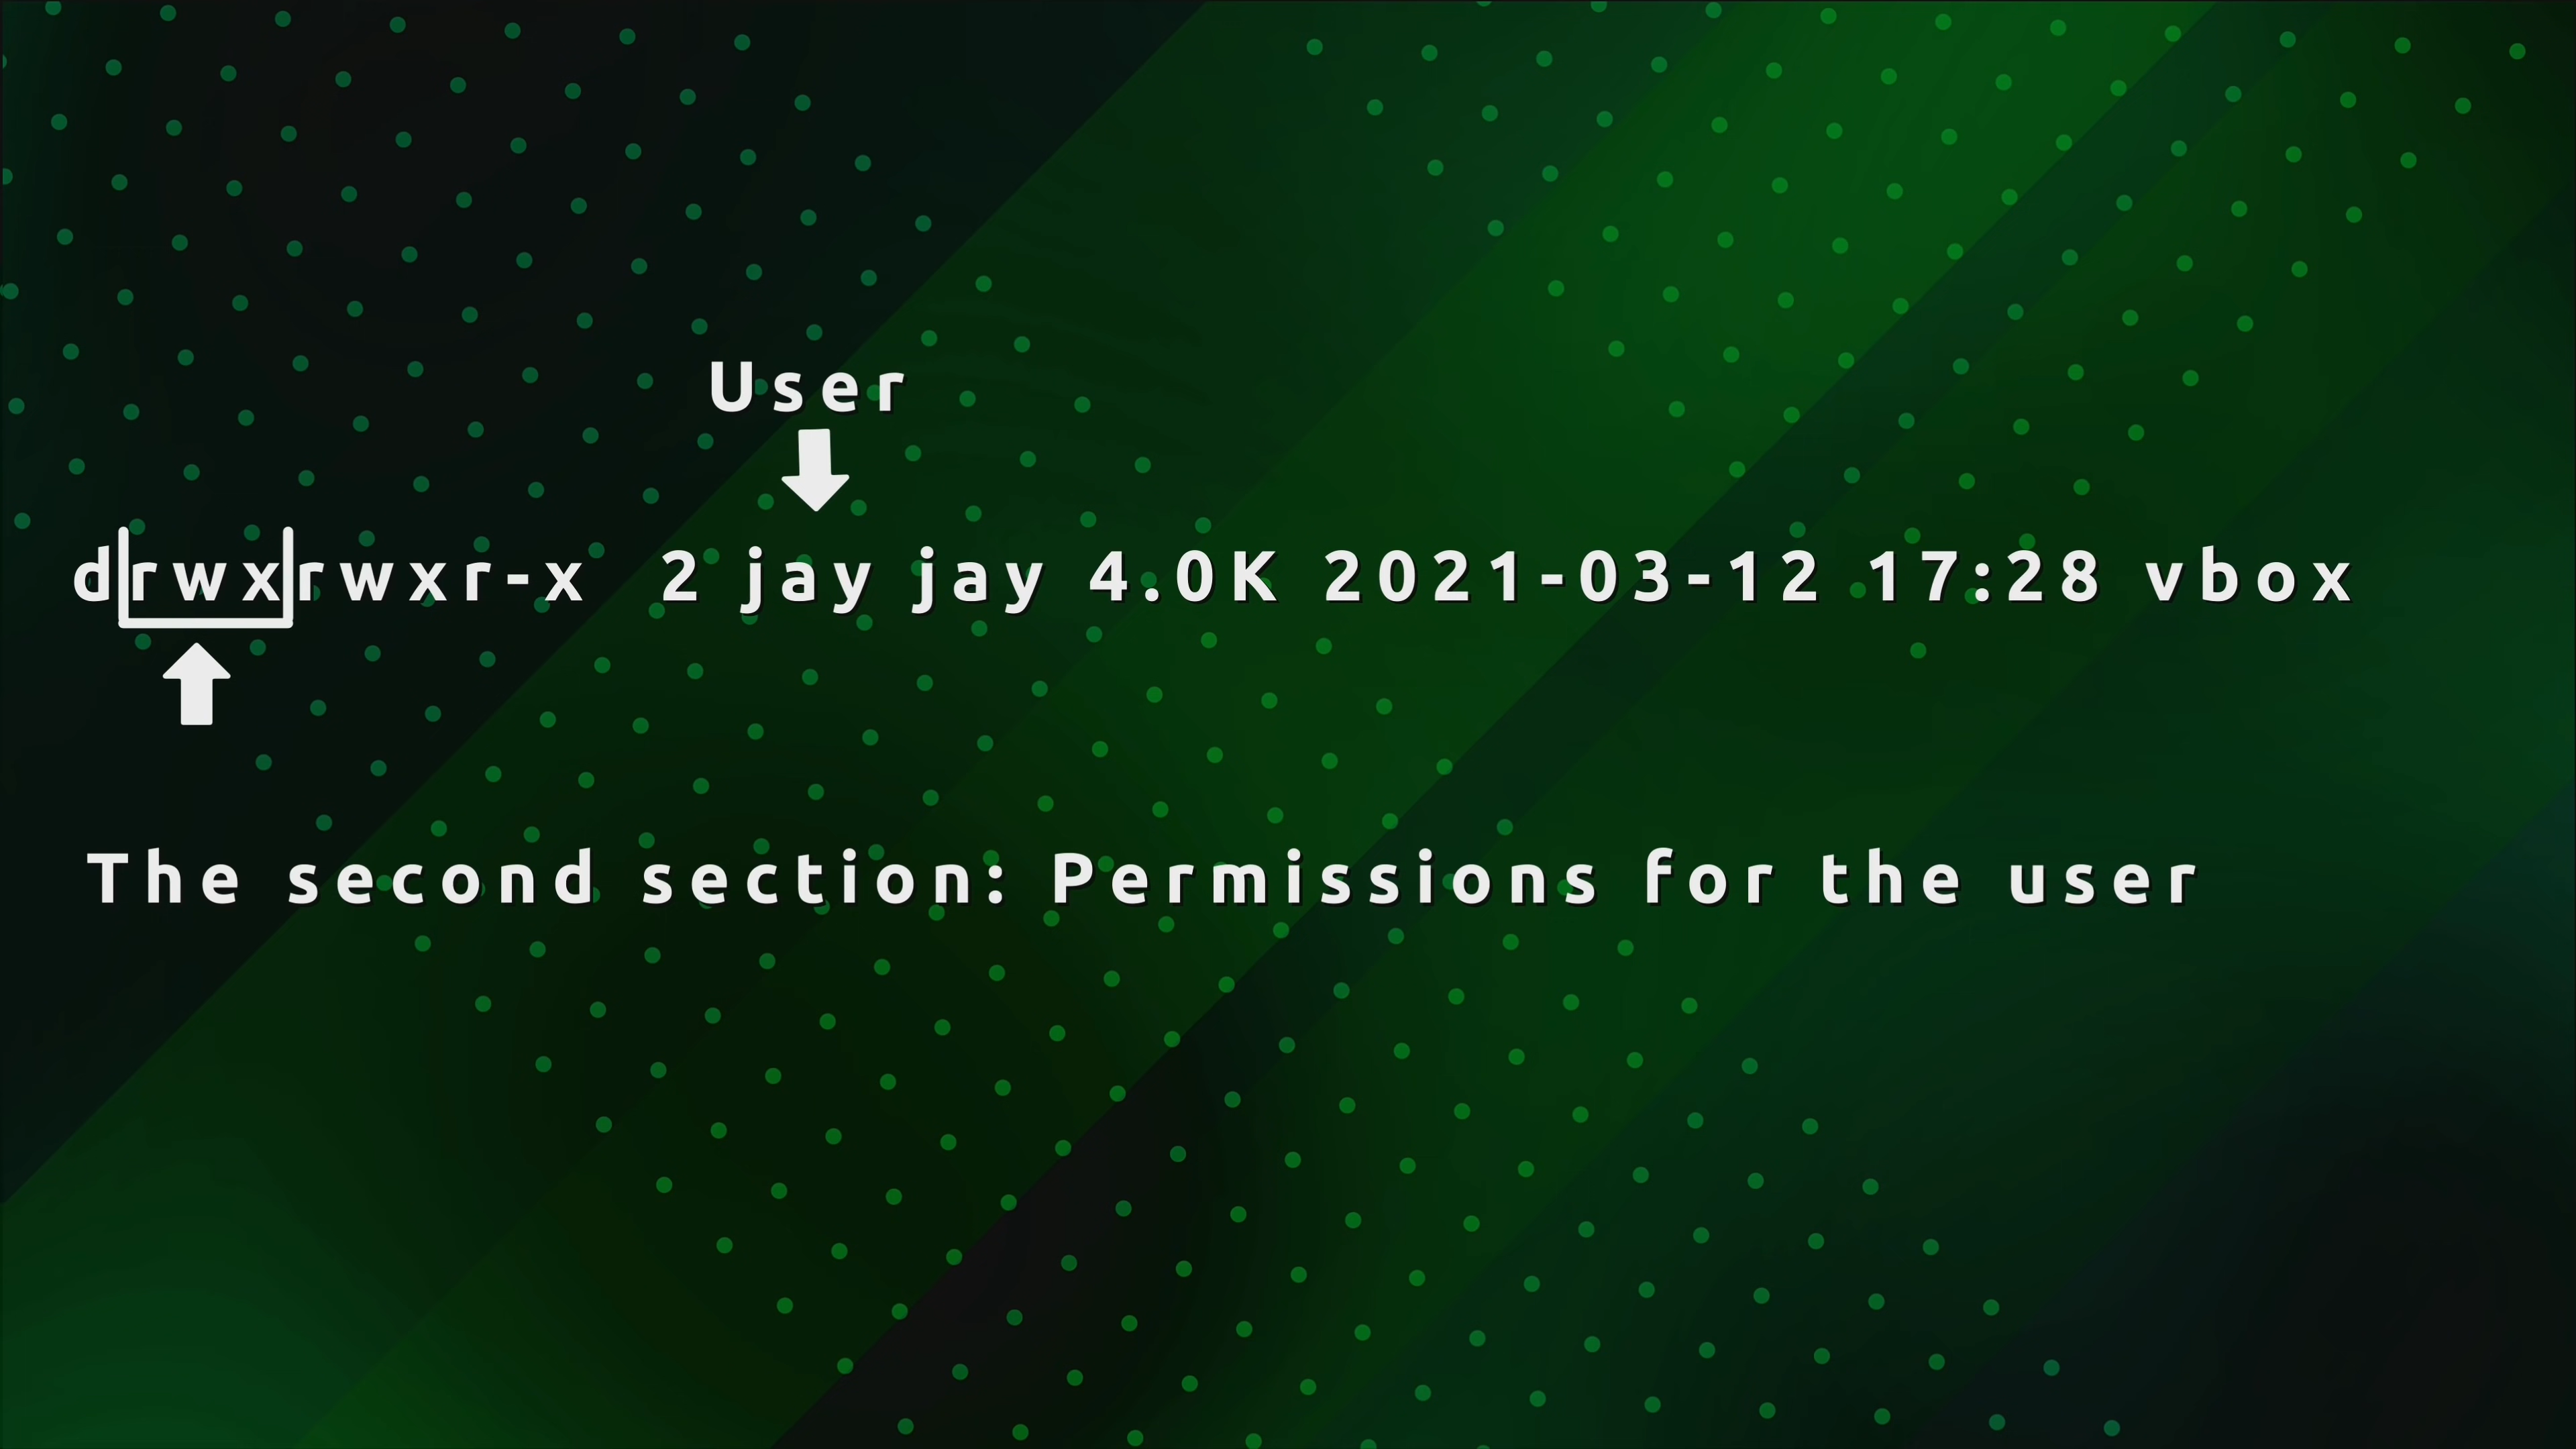 User
drwxrwxr-x 2 jay jay 4.0K 2021-03-12 17:28 vbox
The second section: Permissions for the user